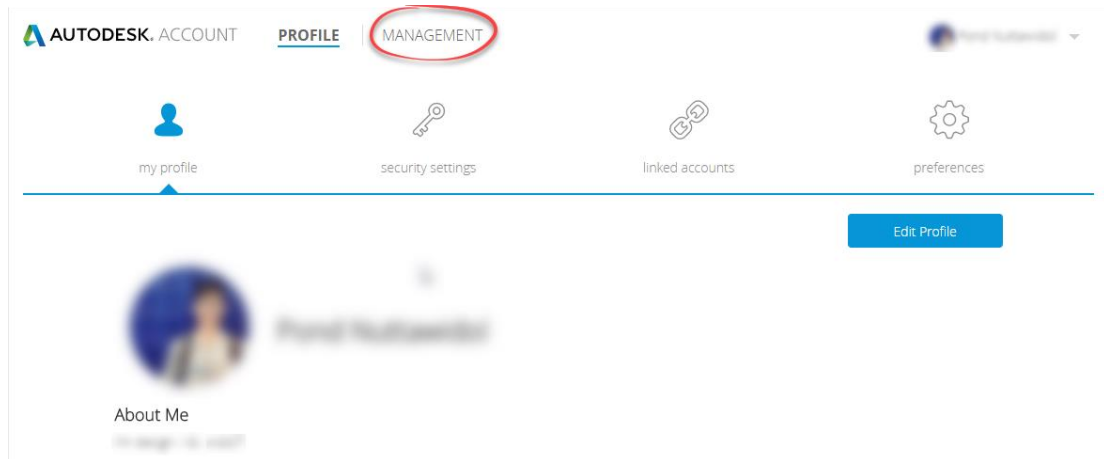 AUTODESK. ACCOUNT PROFILE MANAGEMENT
my profile security settings linked accounts preferences
Edit Profile
About Me